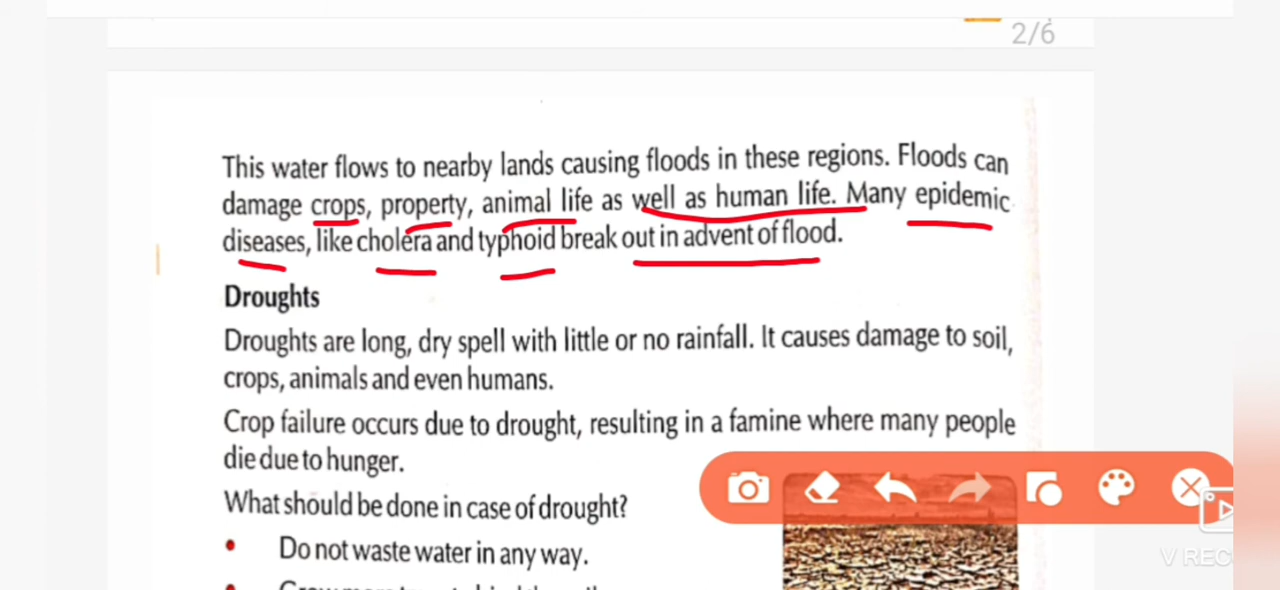 2/6
This water flows to nearby lands causing floods in these regions. Floods can
damage crops, property, animal life as well as human life. Many epidemic
diseases, like cholera and typhoid break out in advent of flood.
Droughts
Droughts are long, dry spell with little or no rainfall. It causes damage to soil,
crops, animals and even humans.
Crop failure occurs due to drought, resulting in a famine where many people
die due to hunger.
What should be done in case of drought?
• Do not waste water in any way.
V REC